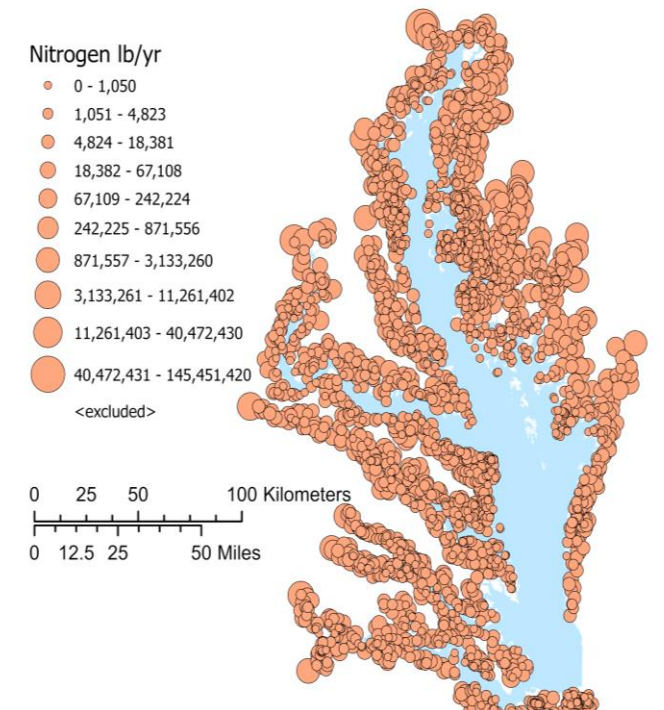 Nitrogen lb/yr
0 - 1,050
1,051 - 4,823
4,824 - 18,381
18,382 - 67,108
67,109 - 242,224
242,225 - 871,556
871,557 - 3,133,260
3,133,261 - 11,261,402
11,261,403 - 40,472,430
40,472,431 - 145,451,420
<excluded>
0 25 50 100 Kilometers
0 12.5 25 50 Miles